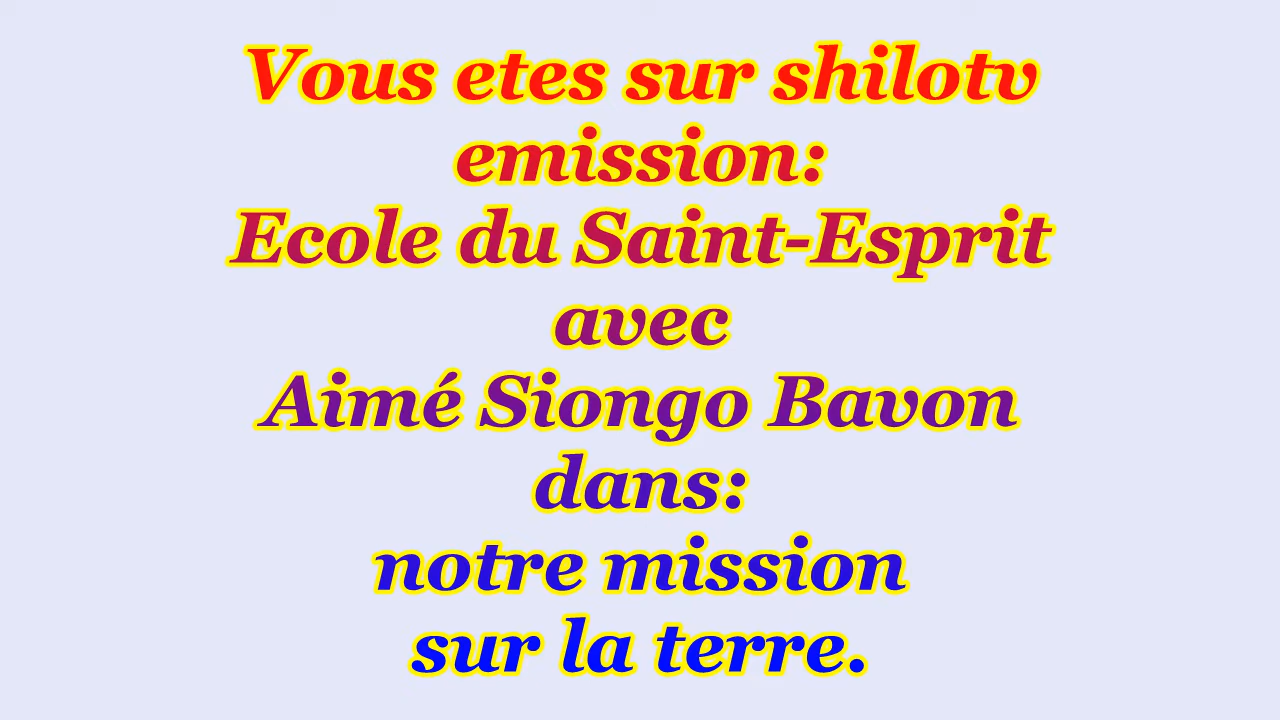 Vous etes sur shilotv
emission:
Ecole du Saint-Esprit
avec
Aimé Siongo Bavon
dans:
notre mission
sur la terre.